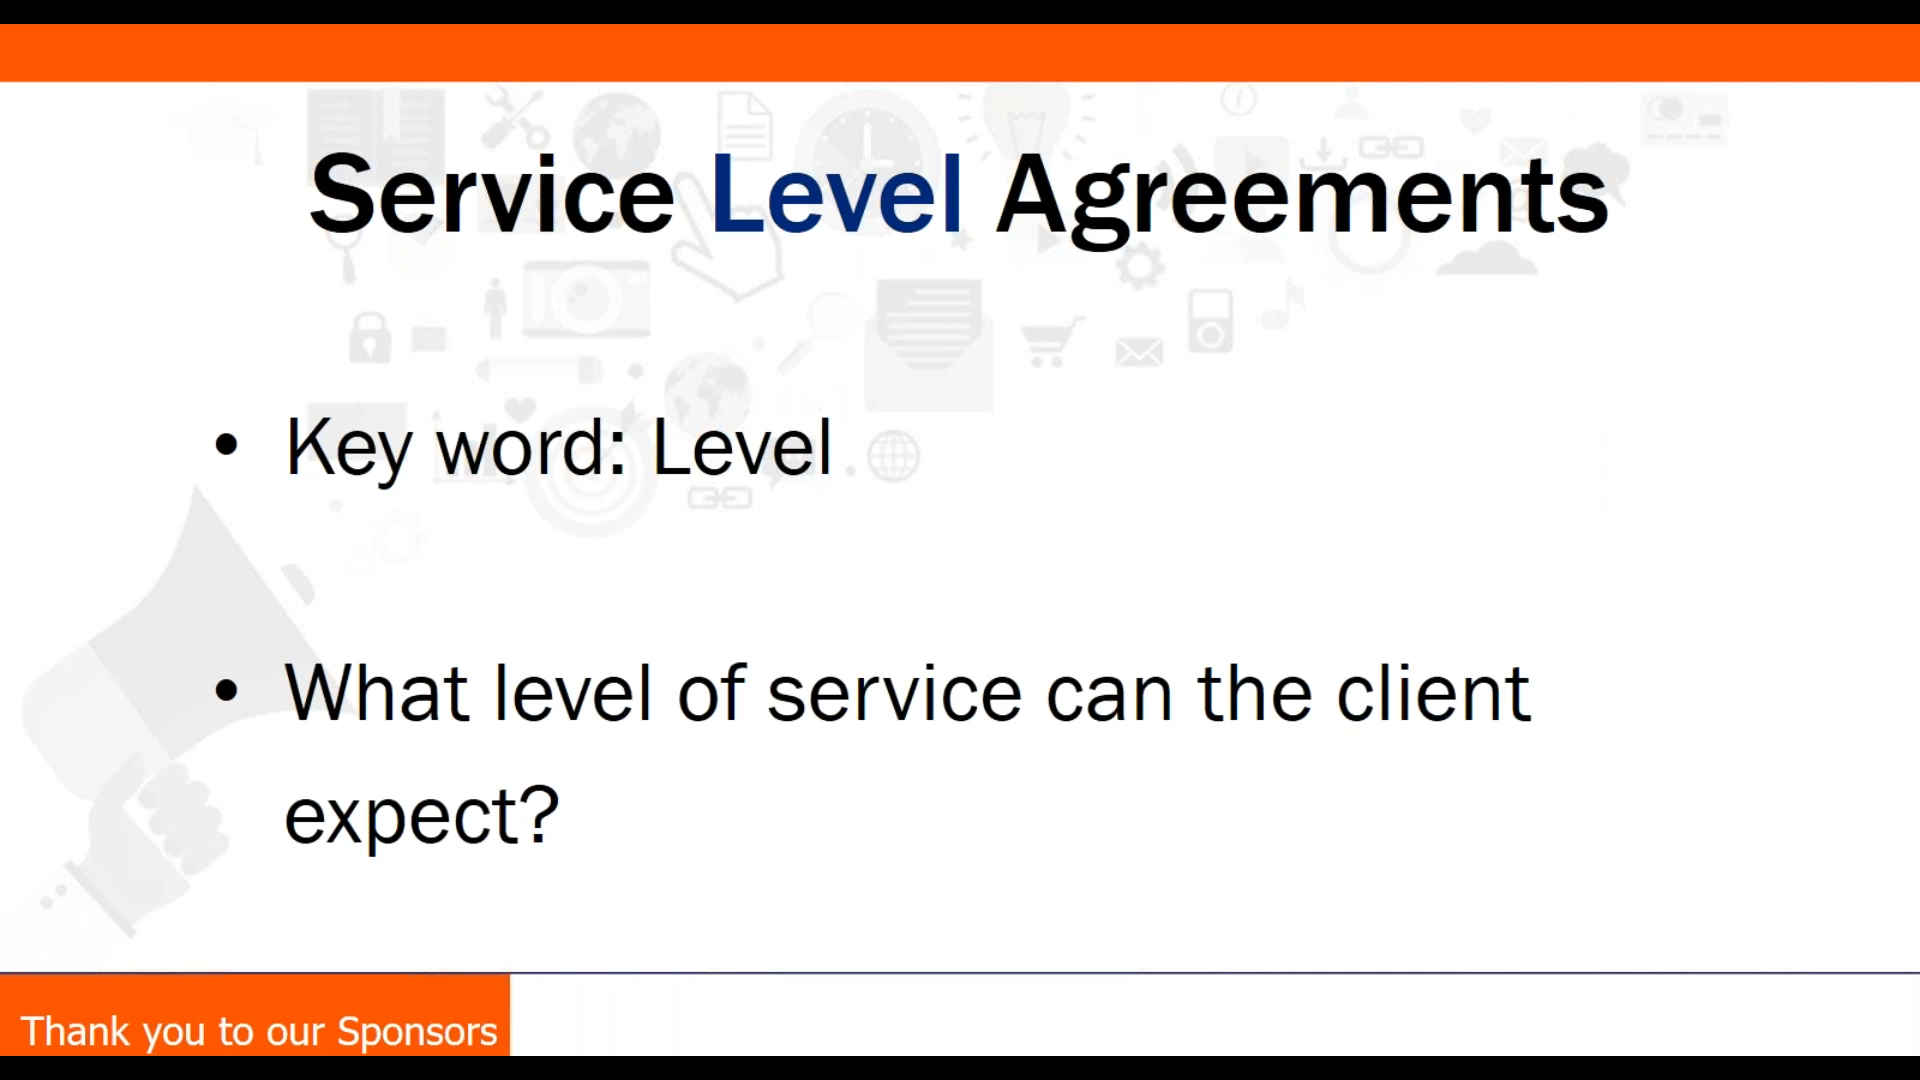 Service Level Agreements
• Key word: Level
• What level of service can the client
expect?
Thank you to our Sponsors